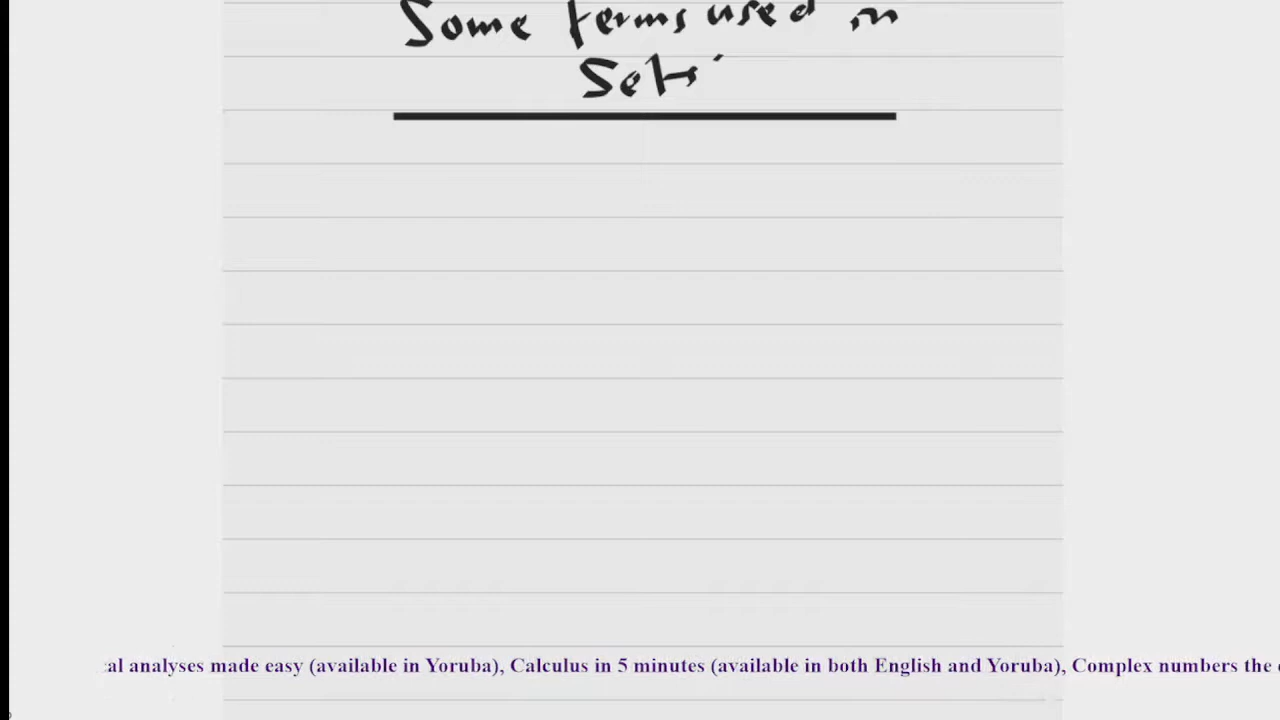 Some terms used in
Sets
al analyses made easy (available in Yoruba), Calculus in 5 minutes (available in both English and Yoruba), Complex numbers the